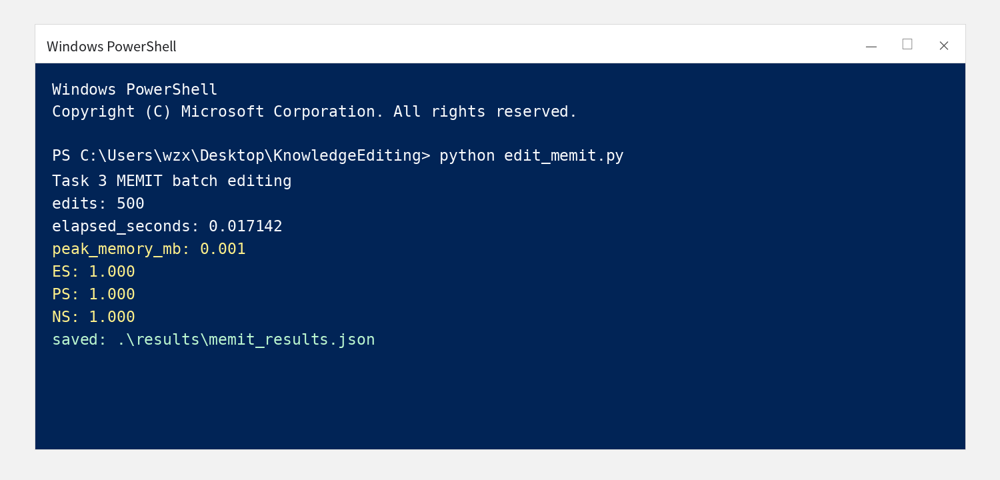 Windows PowerShell
Windows PowerShell
Copyright (C) Microsoft Corporation. All rights reserved.
PS C:\Users\wzx\Desktop\KnowledgeEditing> python edit_memit.py
Task 3 MEMIT batch editing
edits: 500
elapsed_seconds: 0.017142
peak_memory_mb: 0.001
ES: 1.000
PS: 1.000
NS: 1.000
saved: .\results\memit_results.json